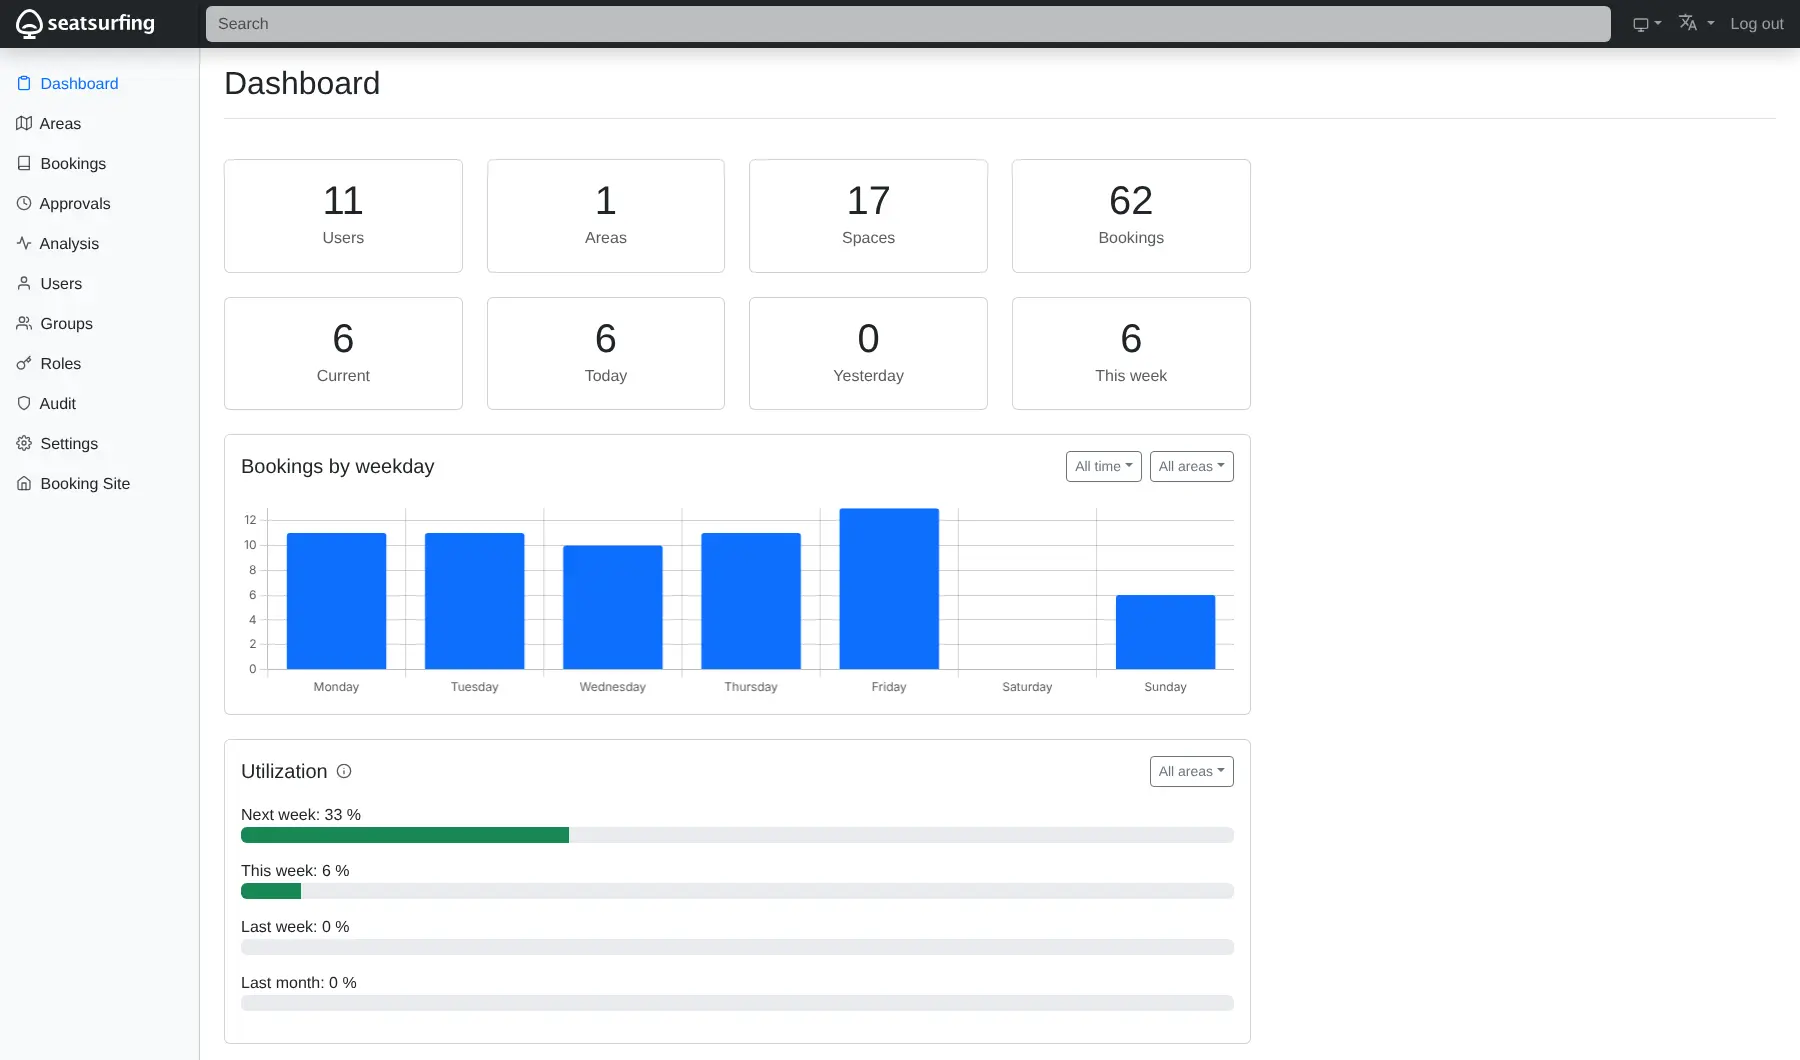 seatsurfing
Search
Log out
Dashboard
Areas
Bookings
Approvals
Analysis
Users
Groups
Roles
Audit
Settings
Booking Site
Dashboard
11
Users
1
Areas
17
Spaces
62
Bookings
6
Current
6
Today
0
Yesterday
6
This week
Bookings by weekday
All time
All areas
12
10
8
6
4
2
0
Monday
Tuesday
Wednesday
Thursday
Friday
Saturday
Sunday
Utilization
All areas
Next week: 33 %
This week: 6 %
Last week: 0 %
Last month: 0 %